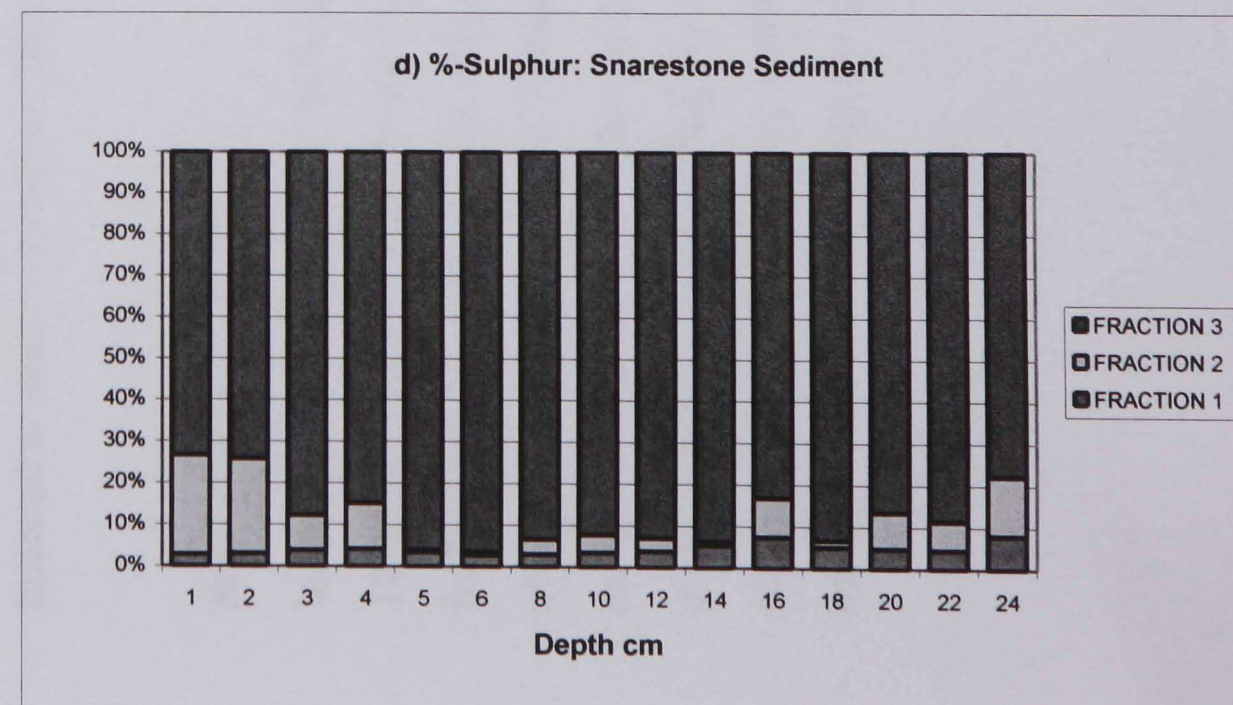 d) %-Sulphur: Snarestone Sediment
100%
90%
80%
70%
60%
50%
40%
30%
20%
10%
0%
1 2 3 4 5 6 8 10 12 14 16 18 20 22 24
Depth cm
FRACTION 3
FRACTION 2
FRACTION 1